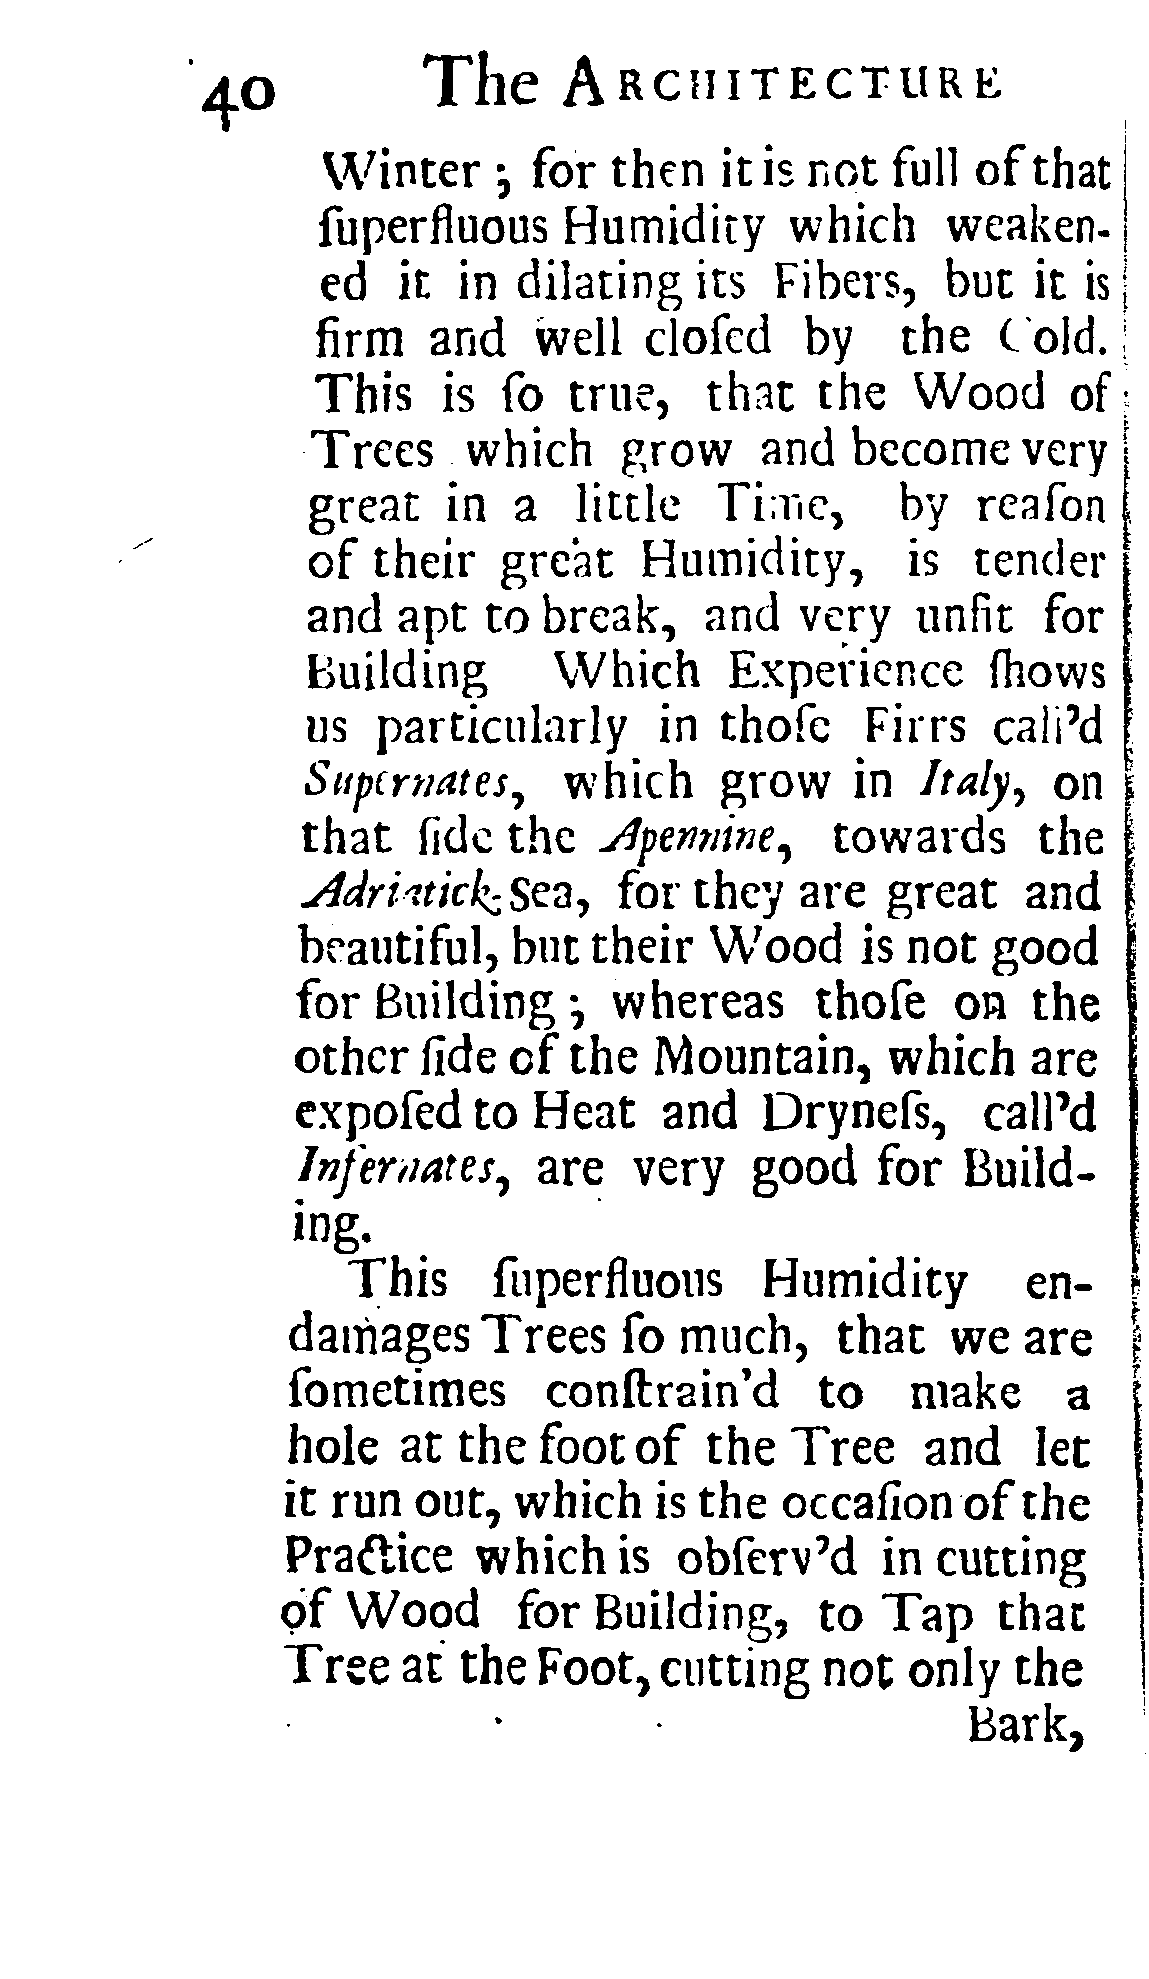 40 The ARCHITECTURE
Winter ; for then it is not full of that
ſuperfluous Humidity which weaken-
ed it in dilating its Fibers, but it is
firm and well cloſed by the Cold.
This is ſo true, that the Wood of
Trees which grow and become very
great in a little Time, by reaſon
of their great Humidity, is tender
and apt to break, and very unfit for
Building Which Experience ſhows
us particularly in thoſe Firrs call'd
Supernates, which grow in Italy, on
that ſide the Apennine, towards the
Adriatick Sea, for they are great and
beautiful, but their Wood is not good
for Building ; whereas thoſe on the
other ſide of the Mountain, which are
expoſed to Heat and Dryneſs, call'd
Infernates, are very good for Build-
ing.
This ſuperfluous Humidity en-
damages Trees ſo much, that we are
ſometimes conſtrain'd to make a
hole at the foot of the Tree and let
it run out, which is the occaſion of the
Practice which is obſerv'd in cutting
of Wood for Building, to Tap that
Tree at the Foot, cutting not only the
Bark,